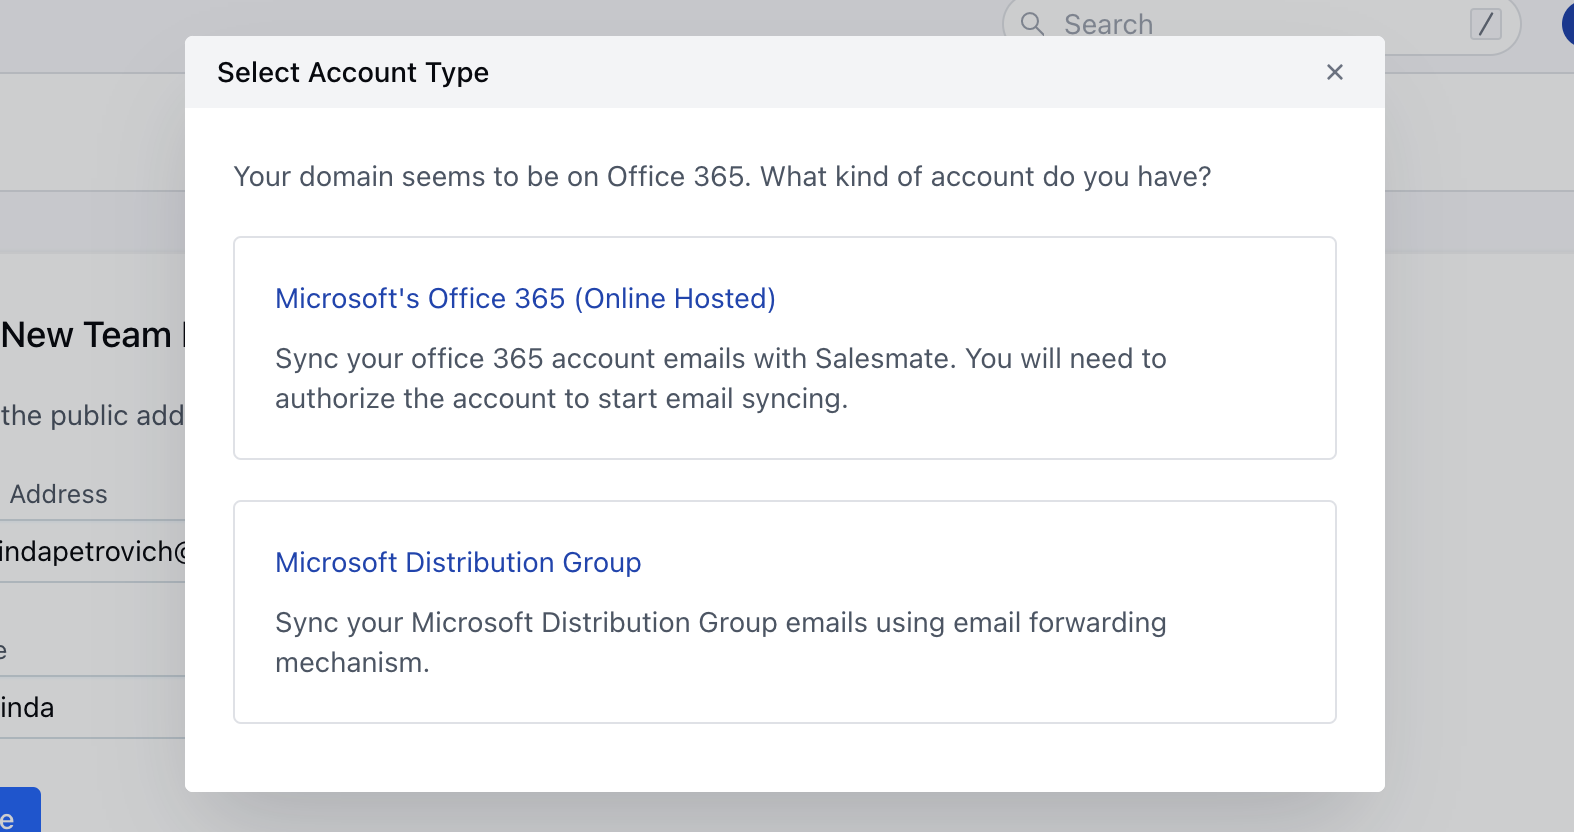 Search /
Select Account Type
Your domain seems to be on Office 365. What kind of account do you have?
Microsoft's Office 365 (Online Hosted)
Sync your office 365 account emails with Salesmate. You will need to
authorize the account to start email syncing.
New Team
the public add
Address
indapetrovich@
Microsoft Distribution Group
Sync your Microsoft Distribution Group emails using email forwarding
mechanism.
e
inda
e